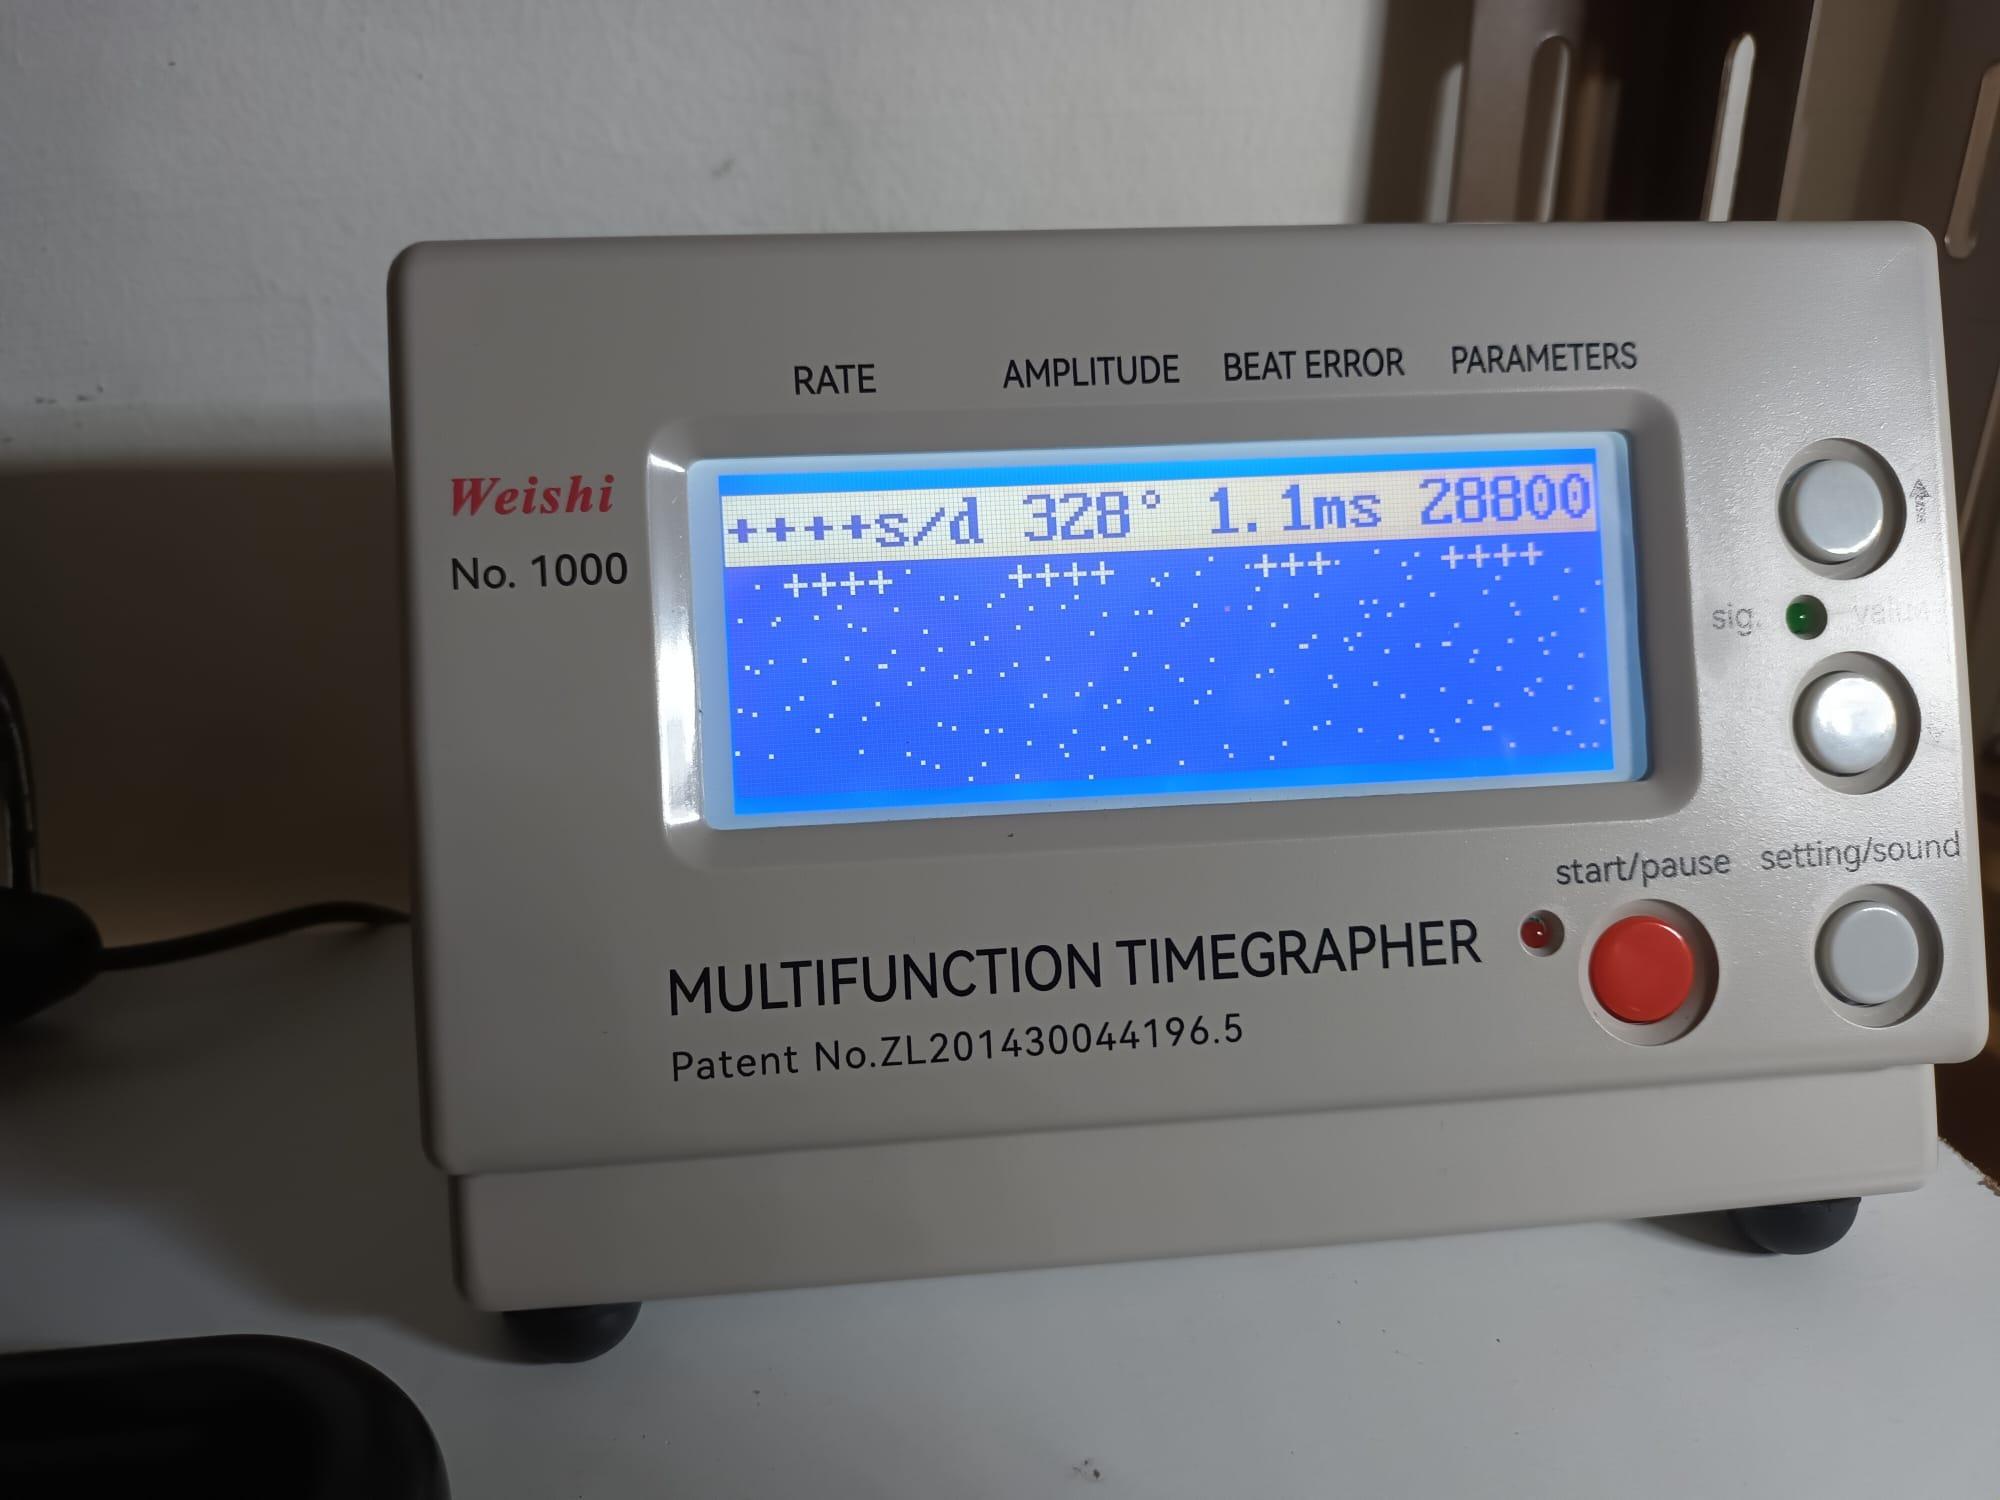 RATE AMPLITUDE BEAT ERROR PARAMETERS
Weishi
No. 1000
++++s/d 328° 1.1ms 28800
++++ ++++ +++ ++++
sig.
start/pause setting/sound
MULTIFUNCTION TIMEGRAPHER
Patent No.ZL201430044196.5